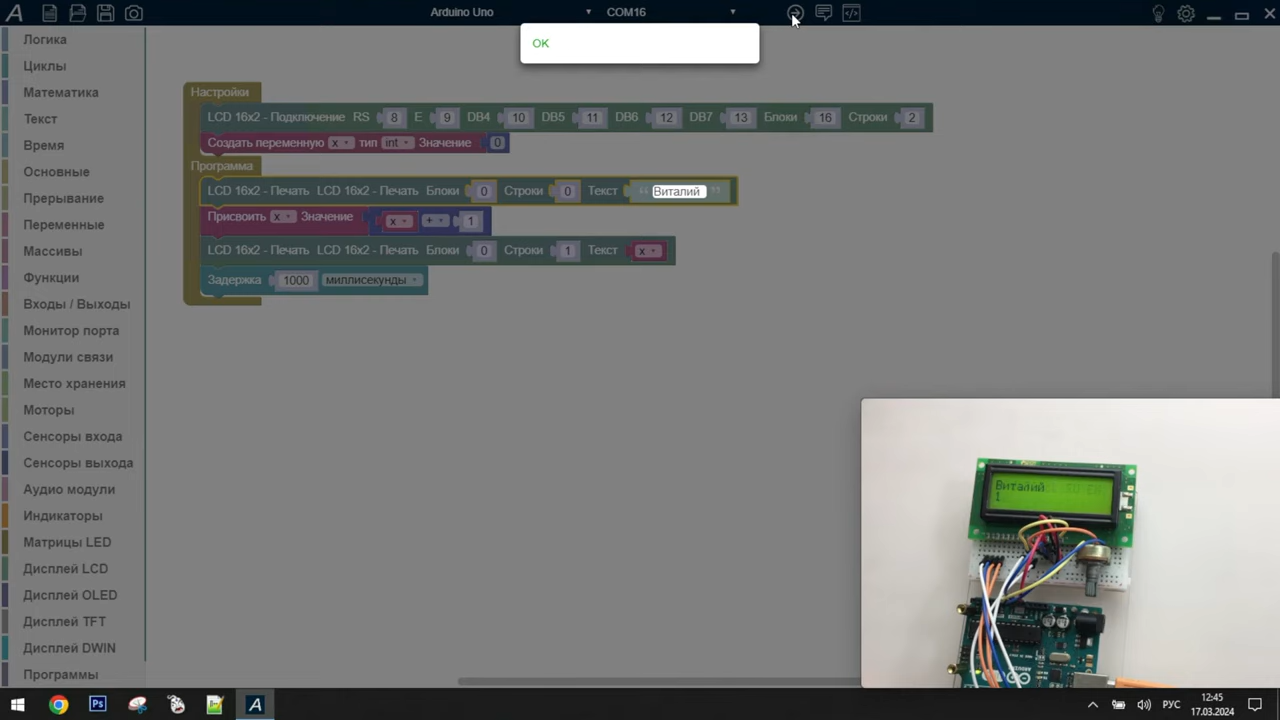 Arduino Uno
COM16
OK
Логика
Циклы
Математика
Текст
Время
Основные
Прерывание
Переменные
Массивы
Функции
Входы / Выходы
Монитор порта
Модули связи
Место хранения
Моторы
Сенсоры входа
Сенсоры выхода
Аудио модули
Индикаторы
Матрицы LED
Дисплей LCD
Дисплей OLED
Дисплей TFT
Дисплей DWIN
Программы
Настройки
LCD 16x2 - Подключение RS 8 E 9 DB4 10 DB5 11 DB6 12 DB7 13 Блоки 16 Строки 2
Создать переменную x тип int Значение 0
Программа
LCD 16x2 - Печать LCD 16x2 - Печать Блоки 0 Строки 0 Текст “ Виталий ”
Присвоить x Значение x + 1
LCD 16x2 - Печать LCD 16x2 - Печать Блоки 0 Строки 1 Текст x
Задержка 1000 миллисекунды
Виталий
1
Ps
A
РУС
12:45
17.03.2024